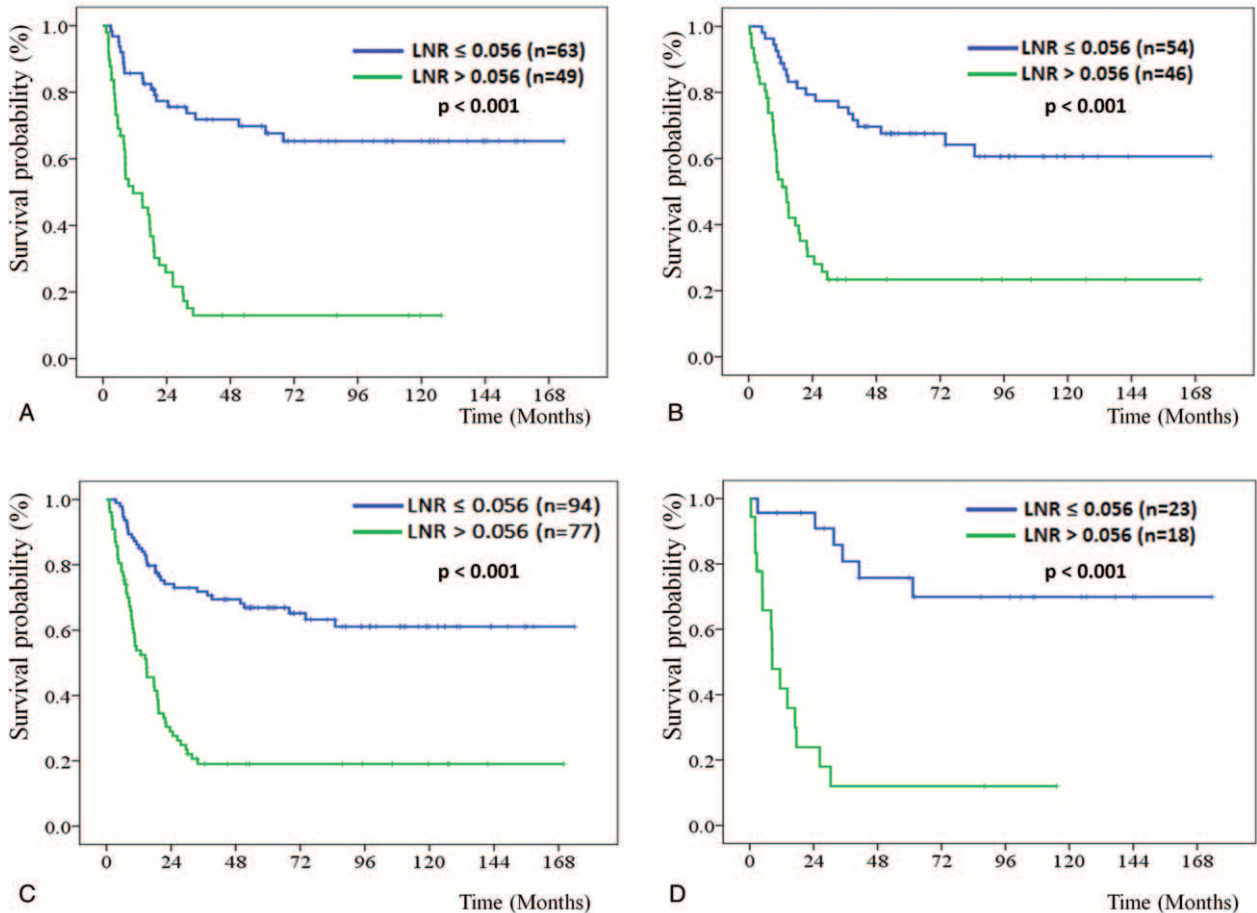 Survival probability (%)
1.0
0.8
0.6
0.4
0.2
0.0
LNR ≤ 0.056 (n=63)
LNR > 0.056 (n=49)
p < 0.001
0 24 48 72 96 120 144 168
A
Time (Months)
Survival probability (%)
1.0
0.8
0.6
0.4
0.2
0.0
LNR ≤ 0.056 (n=54)
LNR > 0.056 (n=46)
p < 0.001
0 24 48 72 96 120 144 168
B
Time (Months)
Survival probability (%)
1.0
0.8
0.6
0.4
0.2
0.0
LNR ≤ 0.056 (n=94)
LNR > 0.056 (n=77)
p < 0.001
0 24 48 72 96 120 144 168
C
Time (Months)
Survival probability (%)
1.0
0.8
0.6
0.4
0.2
0.0
LNR ≤ 0.056 (n=23)
LNR > 0.056 (n=18)
p < 0.001
0 24 48 72 96 120 144 168
D
Time (Months)